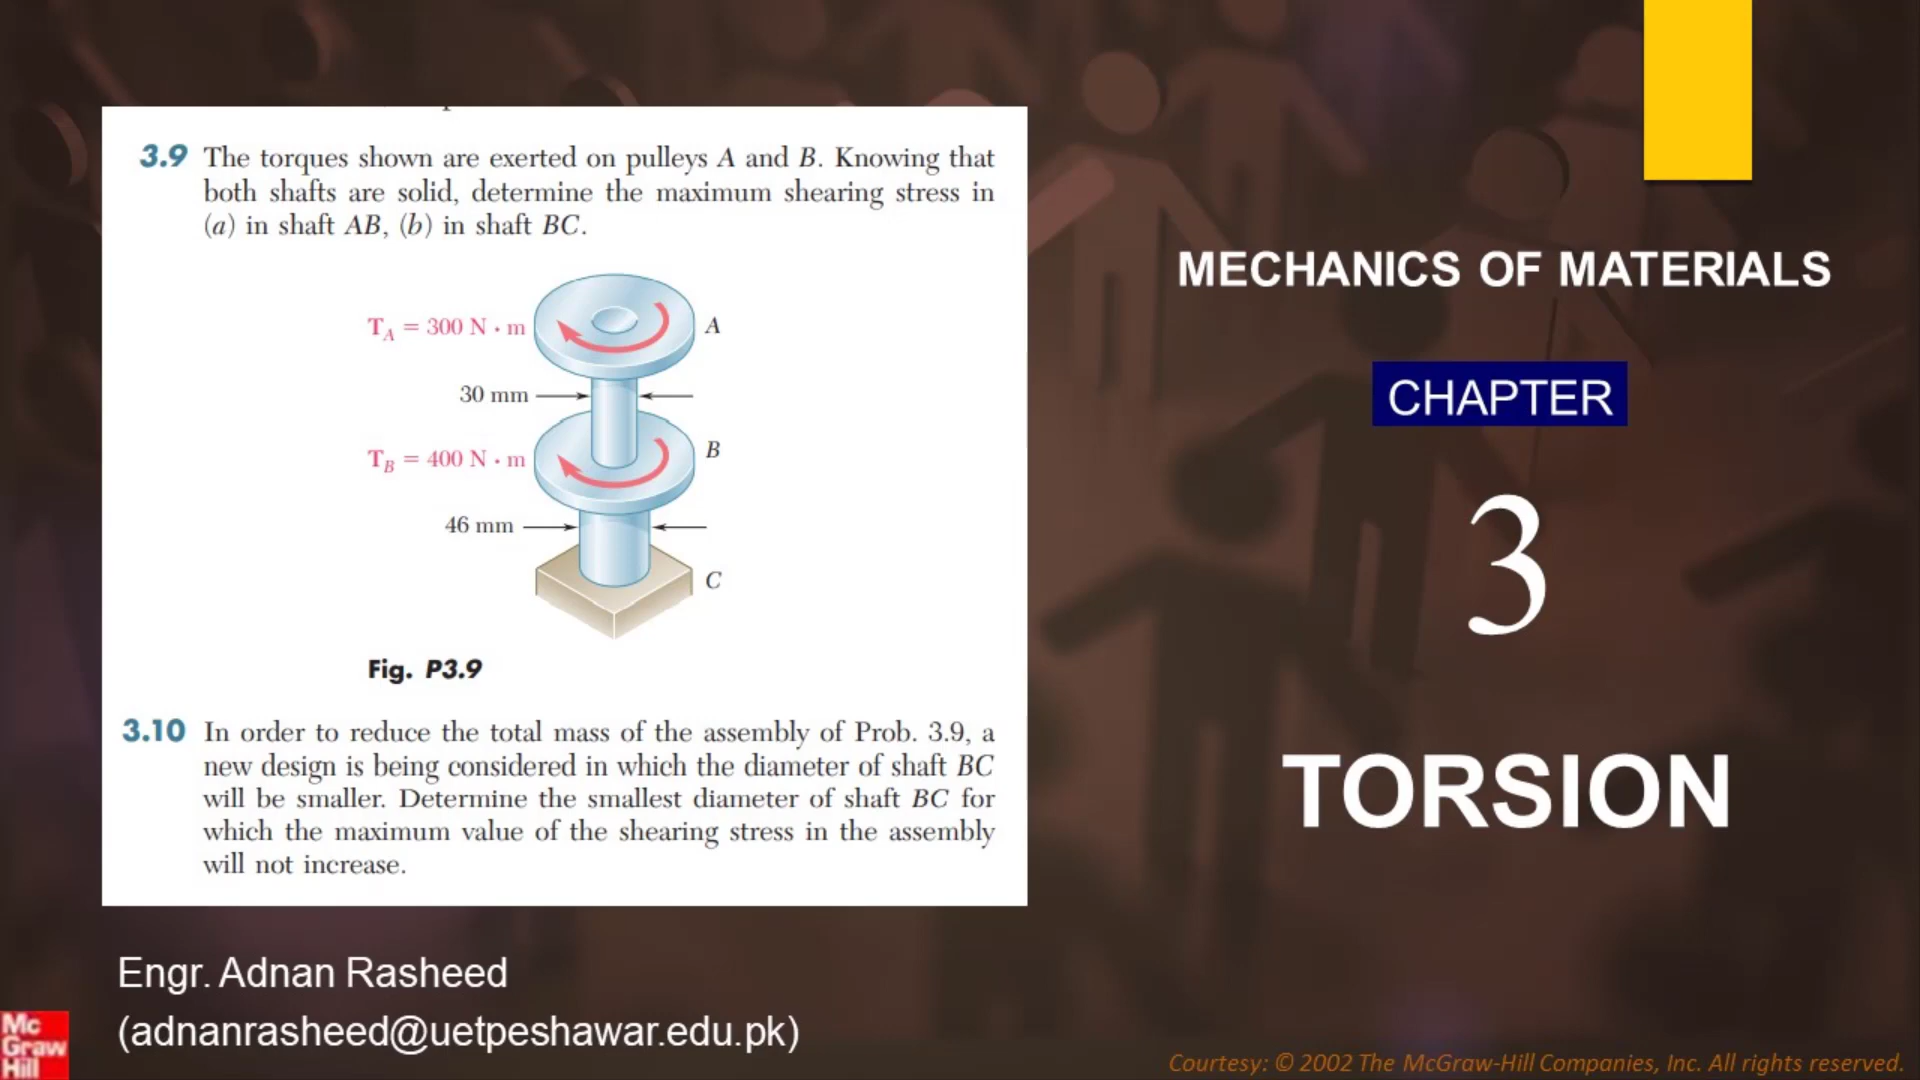 3.9 The torques shown are exerted on pulleys A and B. Knowing that
both shafts are solid, determine the maximum shearing stress in
(a) in shaft AB, (b) in shaft BC.
T_A = 300 N · m
A
30 mm
T_B = 400 N · m
B
46 mm
C
Fig. P3.9
3.10 In order to reduce the total mass of the assembly of Prob. 3.9, a
new design is being considered in which the diameter of shaft BC
will be smaller. Determine the smallest diameter of shaft BC for
which the maximum value of the shearing stress in the assembly
will not increase.
MECHANICS OF MATERIALS
CHAPTER
3
TORSION
Engr. Adnan Rasheed
(adnanrasheed@uetpeshawar.edu.pk)
Mc
Graw
Hill
Courtesy: © 2002 The McGraw-Hill Companies, Inc. All rights reserved.